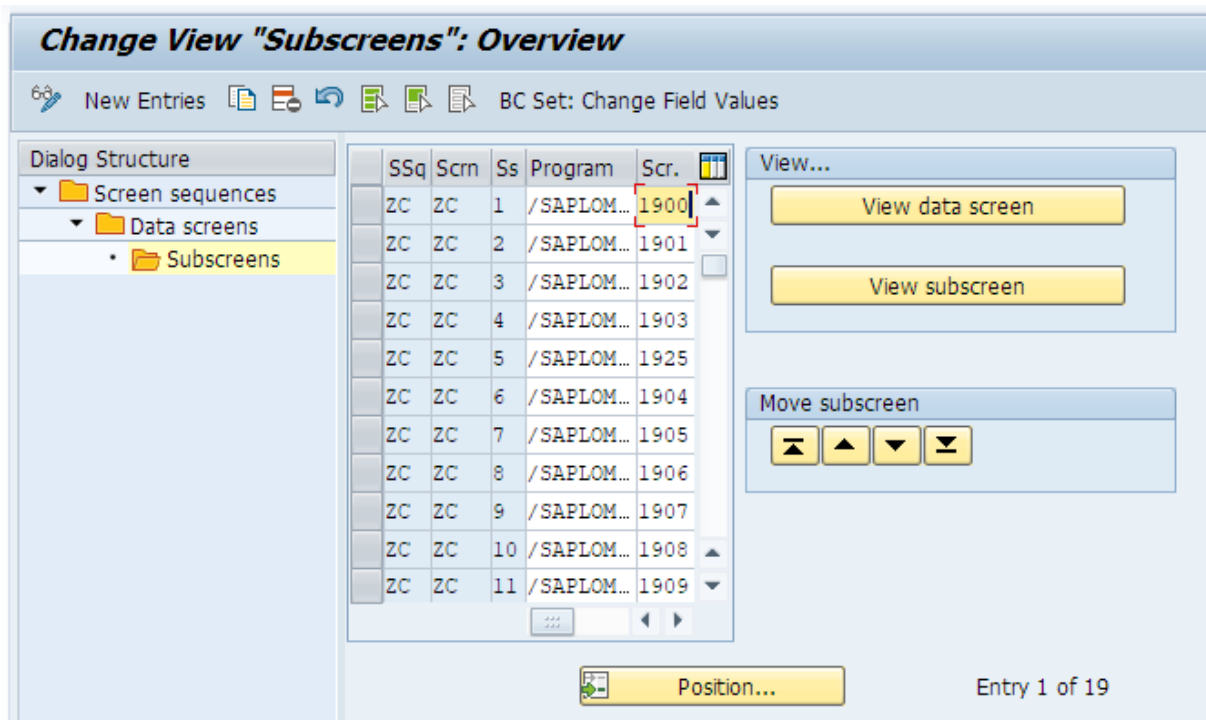 Change View "Subscreens": Overview
New Entries BC Set: Change Field Values
Dialog Structure
Screen sequences
Data screens
Subscreens
SSq Scrn Ss Program Scr.
ZC ZC 1 /SAPLOM… 1900
ZC ZC 2 /SAPLOM… 1901
ZC ZC 3 /SAPLOM… 1902
ZC ZC 4 /SAPLOM… 1903
ZC ZC 5 /SAPLOM… 1925
ZC ZC 6 /SAPLOM… 1904
ZC ZC 7 /SAPLOM… 1905
ZC ZC 8 /SAPLOM… 1906
ZC ZC 9 /SAPLOM… 1907
ZC ZC 10 /SAPLOM… 1908
ZC ZC 11 /SAPLOM… 1909
View...
View data screen
View subscreen
Move subscreen
Position... Entry 1 of 19